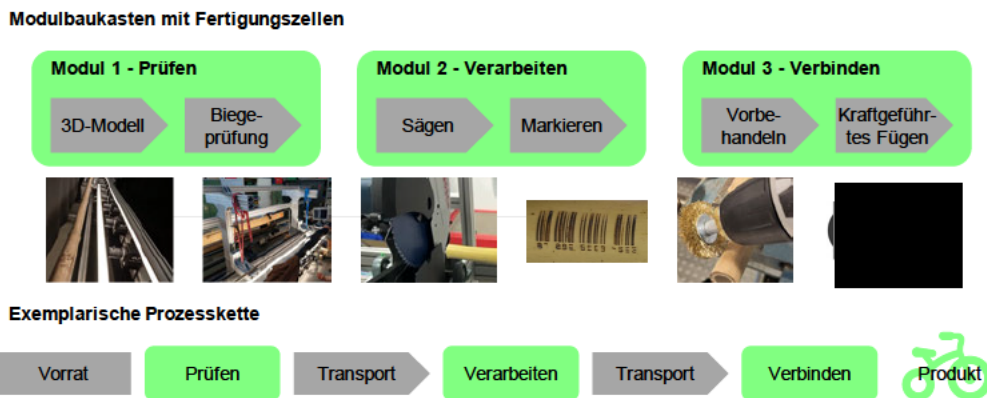 Modulbaukasten mit Fertigungszellen
Modul 1 - Prüfen
Modul 2 - Verarbeiten
Modul 3 - Verbinden
3D-Modell
Biege-
prüfung
Sägen
Markieren
Vorbe-
handeln
Kraftgeführ-
tes Fügen
Exemplarische Prozesskette
Vorrat
Prüfen
Transport
Verarbeiten
Transport
Verbinden
Produkt